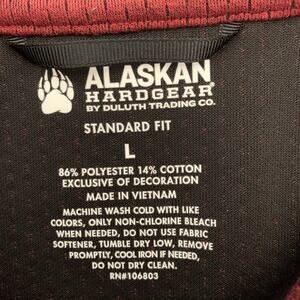 ALASKAN
HARDGEAR
BY DULUTH TRADING CO.
STANDARD FIT
L
86% POLYESTER 14% COTTON
EXCLUSIVE OF DECORATION
MADE IN VIETNAM
MACHINE WASH COLD WITH LIKE
COLORS, ONLY NON-CHLORINE BLEACH
WHEN NEEDED, DO NOT USE FABRIC
SOFTENER, TUMBLE DRY LOW, REMOVE
PROMPTLY, COOL IRON IF NEEDED,
DO NOT DRY CLEAN.
RN#106803